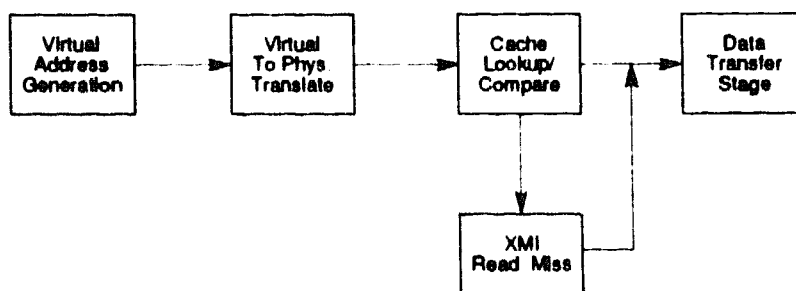 Virtual
Address
Generation
Virtual
To Phys
Translate
Cache
Lookup/
Compare
Data
Transfer
Stage
XMI
Read Miss